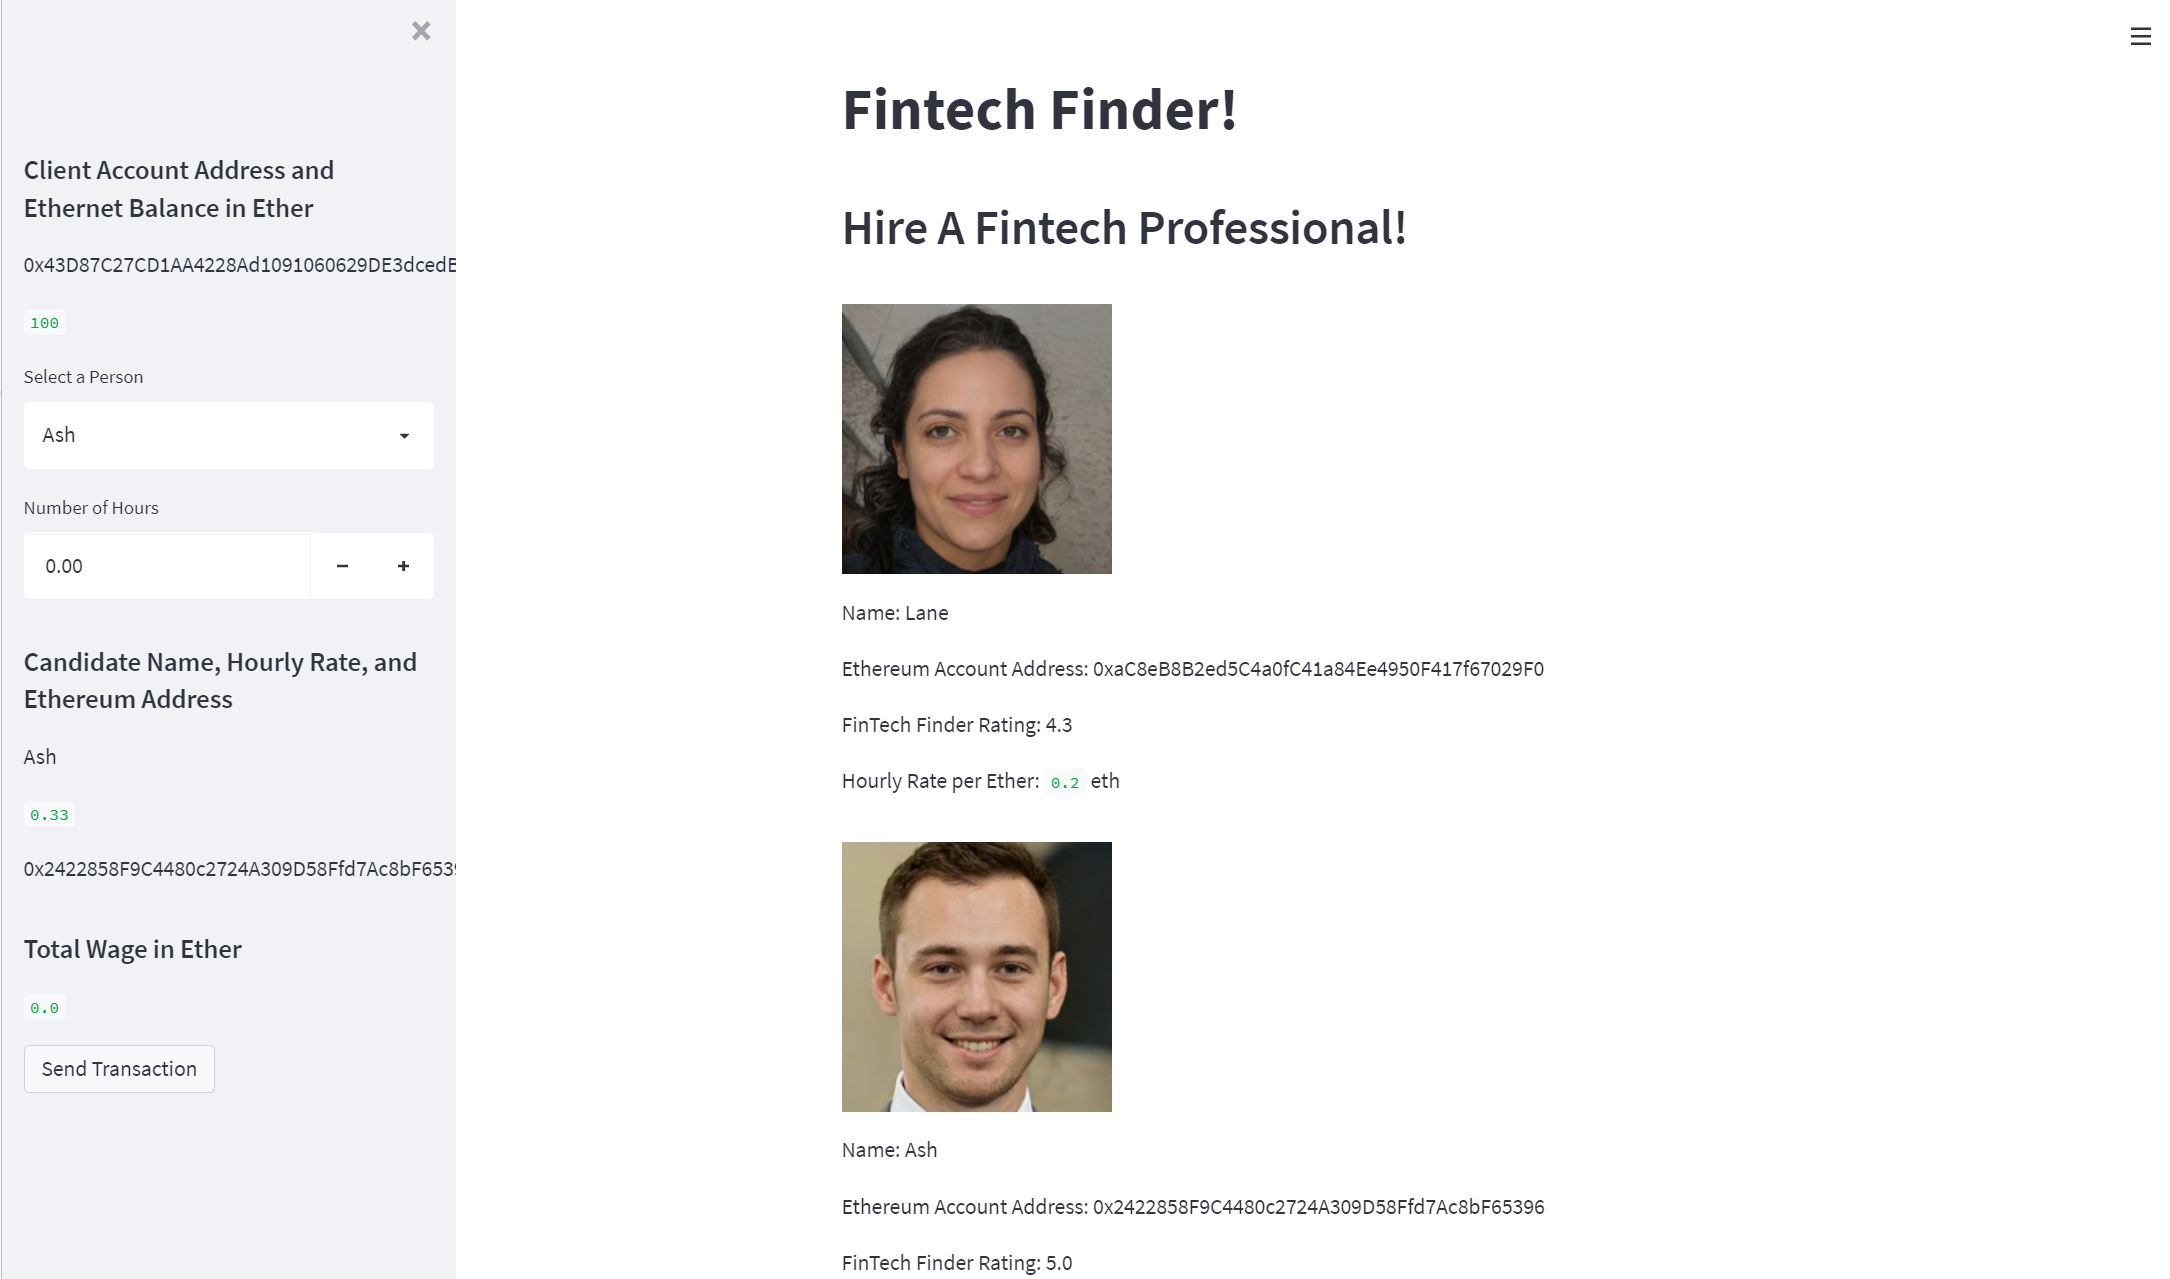 Client Account Address and
Ethernet Balance in Ether
0x43D87C27CD1AA4228Ad1091060629DE3dcedE
100
Select a Person
Ash
Number of Hours
0.00
Candidate Name, Hourly Rate, and
Ethereum Address
Ash
0.33
0x2422858F9C4480c2724A309D58Ffd7Ac8bF6539
Total Wage in Ether
0.0
Send Transaction
Fintech Finder!
Hire A Fintech Professional!
Name: Lane
Ethereum Account Address: 0xaC8eB8B2ed5C4a0fC41a84Ee4950F417f67029F0
FinTech Finder Rating: 4.3
Hourly Rate per Ether: 0.2 eth
Name: Ash
Ethereum Account Address: 0x2422858F9C4480c2724A309D58Ffd7Ac8bF65396
FinTech Finder Rating: 5.0